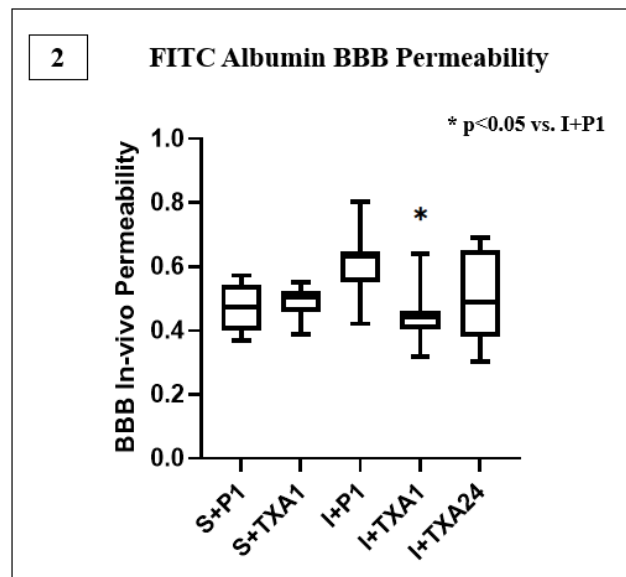 2
FITC Albumin BBB Permeability
* p<0.05 vs. I+P1
BBB In-vivo Permeability
1.0
0.8
0.6
0.4
0.2
0.0
*
S+P1
S+TXA1
I+P1
I+TXA1
I+TXA24